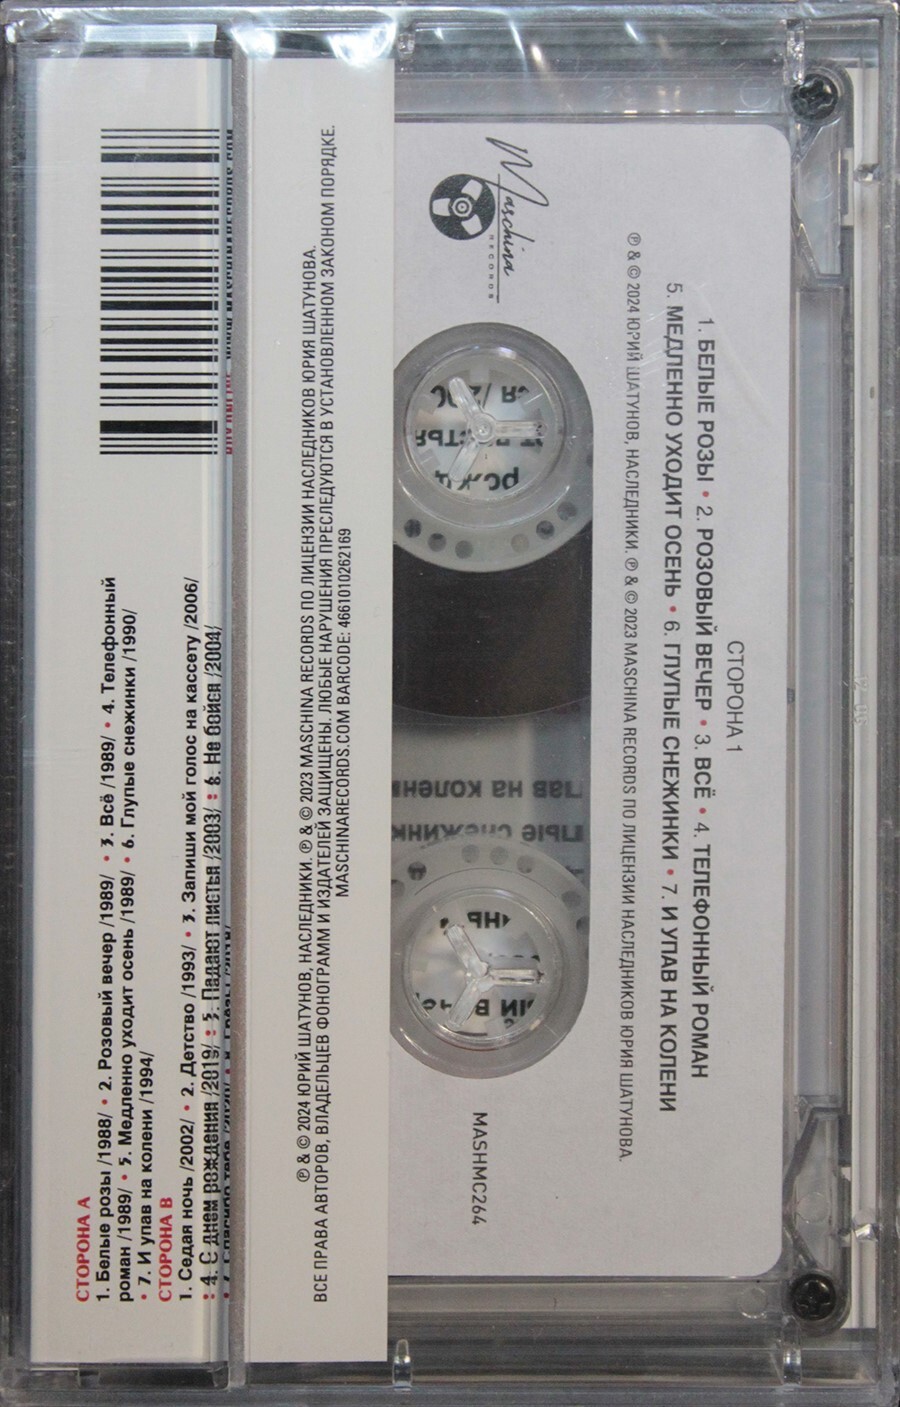 СТОРОНА А
1. Белые розы /1988/ • 2. Розовый вечер /1989/ • 3. Всё /1989/ • 4. Телефонный
роман /1989/ • 5. Медленно уходит осень /1989/ • 6. Глупые снежинки /1990/
• 7. И упав на колени /1994/
СТОРОНА В
1. Седая ночь /2002/ • 2. Детство /1993/ • 3. Запиши мой голос на кассету /2006/
• 4. С днем рождения /2019/ • 5. Падают листья /2003/ • 6. Не бойся /2004/
℗ & © 2024 ЮРИЙ ШАТУНОВ, НАСЛЕДНИКИ. ℗ & © 2023 MASCHINA RECORDS ПО ЛИЦЕНЗИИ НАСЛЕДНИКОВ ЮРИЯ ШАТУНОВА.
ВСЕ ПРАВА АВТОРОВ, ВЛАДЕЛЬЦЕВ ФОНОГРАММ И ИЗДАТЕЛЕЙ ЗАЩИЩЕНЫ. ЛЮБЫЕ НАРУШЕНИЯ ПРЕСЛЕДУЮТСЯ В УСТАНОВЛЕННОМ ЗАКОНОМ ПОРЯДКЕ.
MASCHINARECORDS.COM BARCODE: 4661010262169
Maschina
СТОРОНА 1
1. БЕЛЫЕ РОЗЫ • 2. РОЗОВЫЙ ВЕЧЕР • 3. ВСЁ • 4. ТЕЛЕФОННЫЙ РОМАН
5. МЕДЛЕННО УХОДИТ ОСЕНЬ • 6. ГЛУПЫЕ СНЕЖИНКИ • 7. И УПАВ НА КОЛЕНИ
℗ & © 2024 ЮРИЙ ШАТУНОВ, НАСЛЕДНИКИ. ℗ & © 2023 MASCHINA RECORDS ПО ЛИЦЕНЗИИ НАСЛЕДНИКОВ ЮРИЯ ШАТУНОВА.
MASHMC264